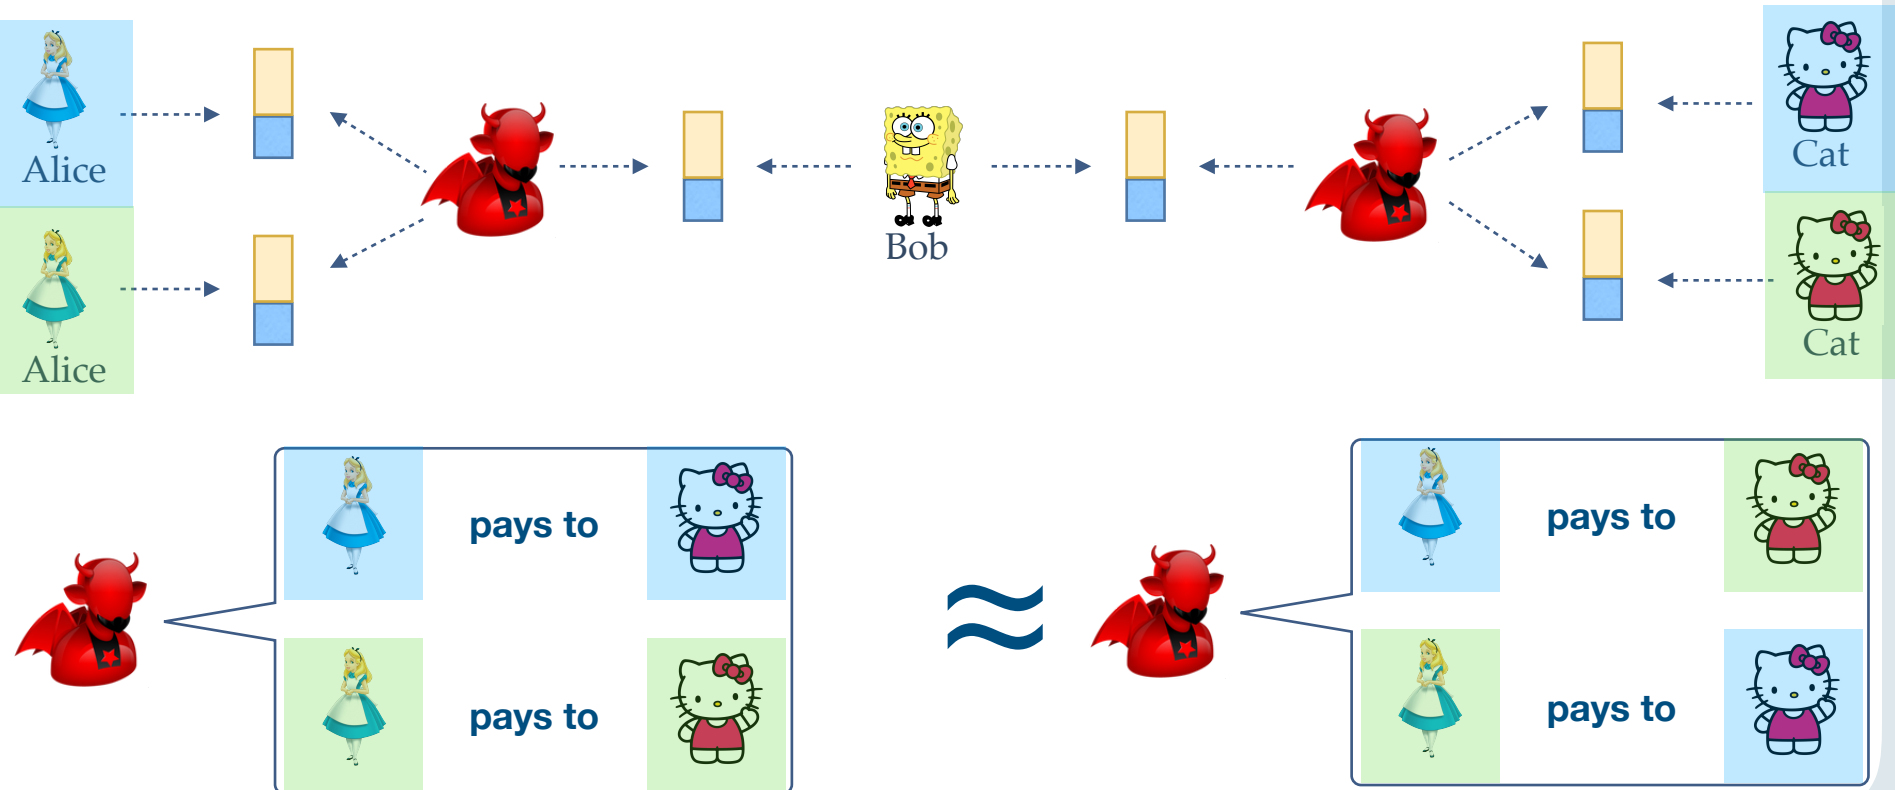 Alice
Cat
Bob
Alice
Cat
pays to
pays to
≈
pays to
pays to